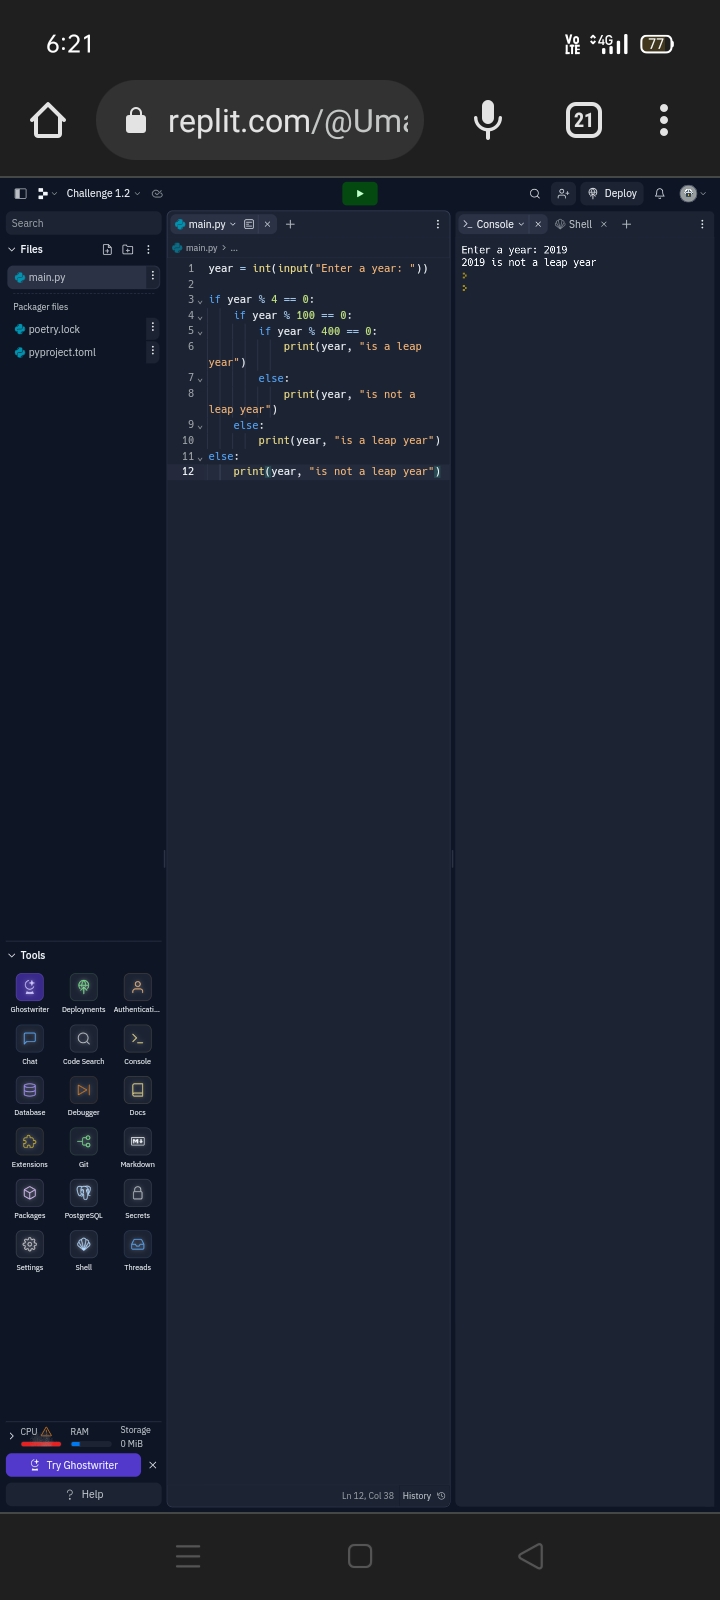 6:21
Vo LTE 4G 77
replit.com/@Uma
21
Challenge 1.2
Deploy
Search
Files
main.py
Packager files
poetry.lock
pyproject.toml
main.py
main.py > ...
1 year = int(input("Enter a year: "))
2
3 if year % 4 == 0:
4 if year % 100 == 0:
5 if year % 400 == 0:
6 print(year, "is a leap
year")
7 else:
8 print(year, "is not a
leap year")
9 else:
10 print(year, "is a leap year")
11 else:
12 print(year, "is not a leap year")
Console
Shell
Enter a year: 2019
2019 is not a leap year
>
>
Tools
Ghostwriter Deployments Authenticati...
Chat Code Search Console
Database Debugger Docs
Extensions Git Markdown
Packages PostgreSQL Secrets
Settings Shell Threads
CPU RAM Storage
0 MiB
Try Ghostwriter
Help
Ln 12, Col 38 History